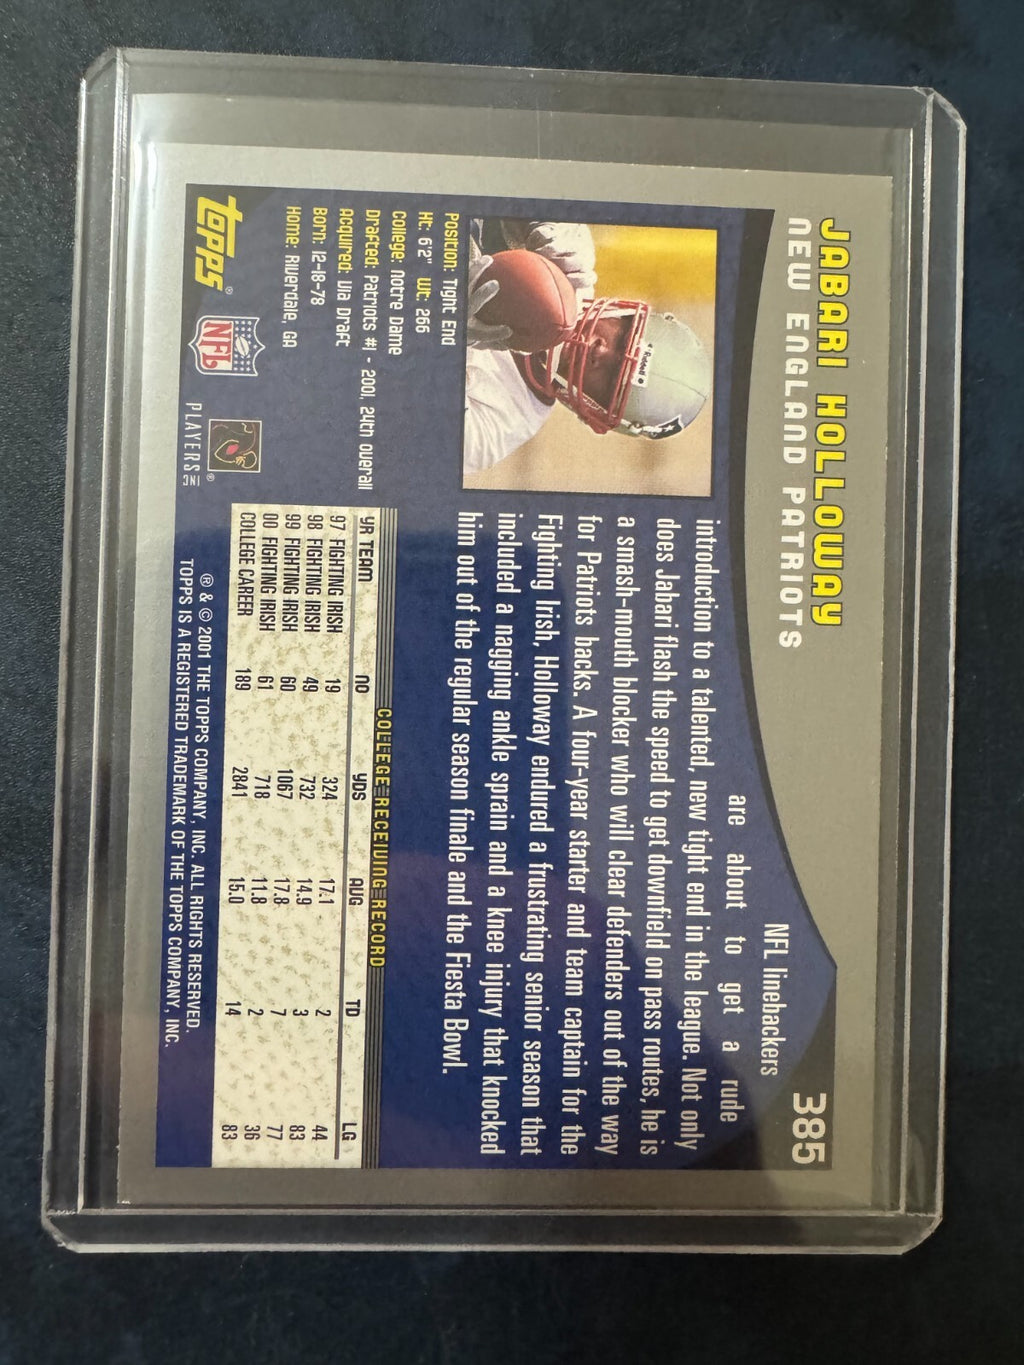 JABARI HOLLOWAY
NEW ENGLAND PATRIOTS
385
Riddell
Position: Tight End
Ht: 6'2" Wt: 266
College: Notre Dame
Drafted: Patriots #1 - 2001, 24th overall
Acquired: Via Draft
Born: 12-18-78
Home: Riverdale, GA
topps®
NFL
PLAYERS INC
®
NFL linebackers
are about to get a rude
introduction to a talented, new tight end in the league. Not only
does Jabari flash the speed to get downfield on pass routes, he is
a smash-mouth blocker who will clear defenders out of the way
for Patriots backs. A four-year starter and team captain for the
Fighting Irish, Holloway endured a frustrating senior season that
included a nagging ankle sprain and a knee injury that knocked
him out of the regular season finale and the Fiesta Bowl.
COLLEGE RECEIVING RECORD
YR TEAM NO YDS AVG TD LG
97 FIGHTING IRISH 19 324 17.1 2 44
98 FIGHTING IRISH 49 732 14.9 3 83
99 FIGHTING IRISH 60 1067 17.8 7 77
00 FIGHTING IRISH 61 718 11.8 2 36
COLLEGE CAREER 189 2841 15.0 14 83
® & © 2001 THE TOPPS COMPANY, INC. ALL RIGHTS RESERVED.
TOPPS IS A REGISTERED TRADEMARK OF THE TOPPS COMPANY, INC.